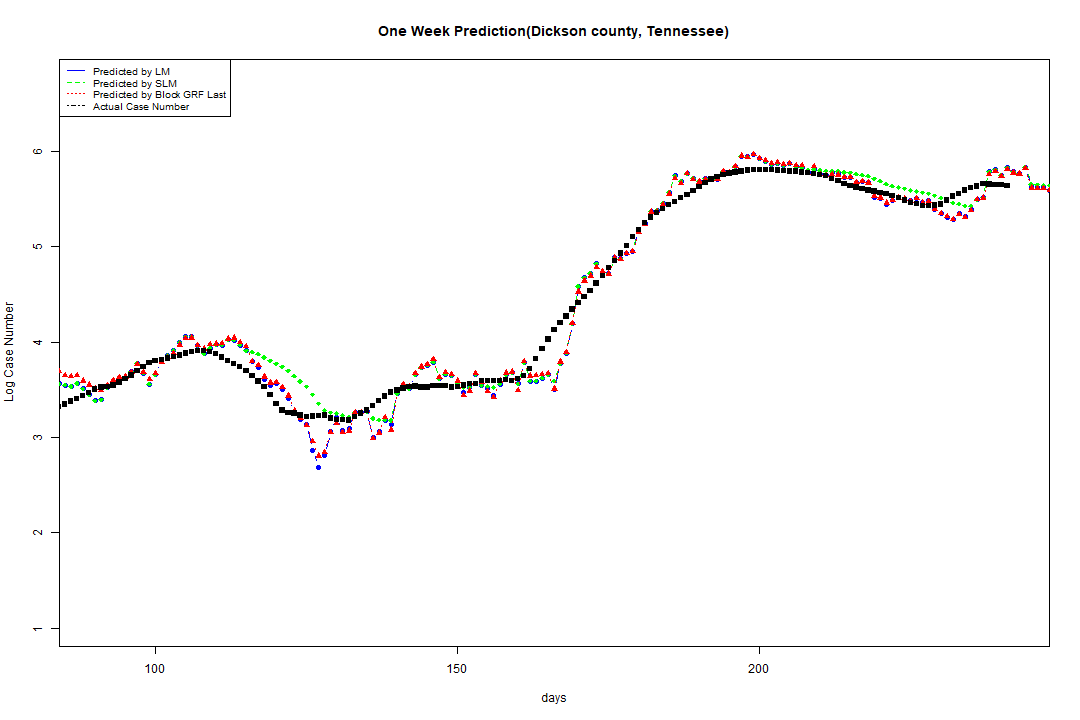 One Week Prediction(Dickson county, Tennessee)
Predicted by LM
Predicted by SLM
Predicted by Block GRF Last
Actual Case Number
6
5
4
3
2
1
Log Case Number
100 150 200
days